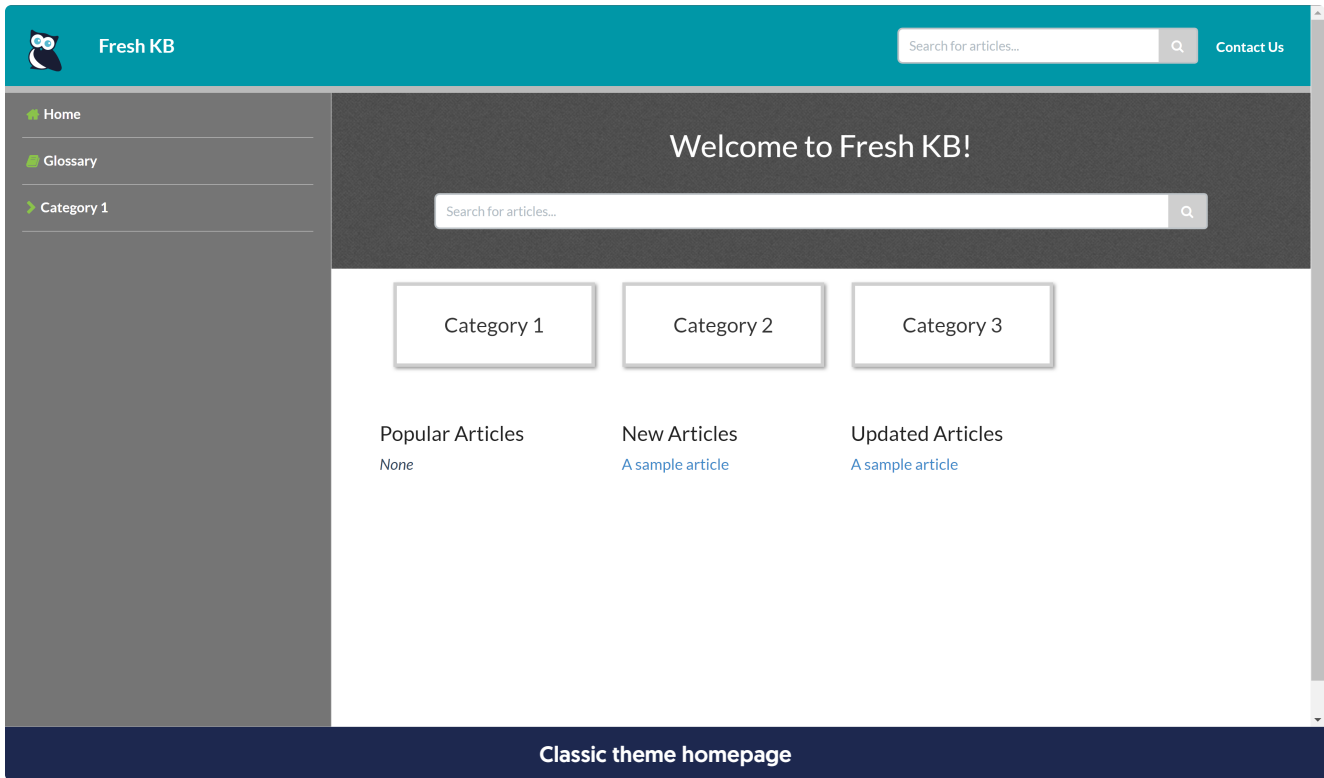 Fresh KB
Search for articles...
Contact Us
Home
Glossary
Category 1
Welcome to Fresh KB!
Search for articles...
Category 1
Category 2
Category 3
Popular Articles
None
New Articles
A sample article
Updated Articles
A sample article
Classic theme homepage